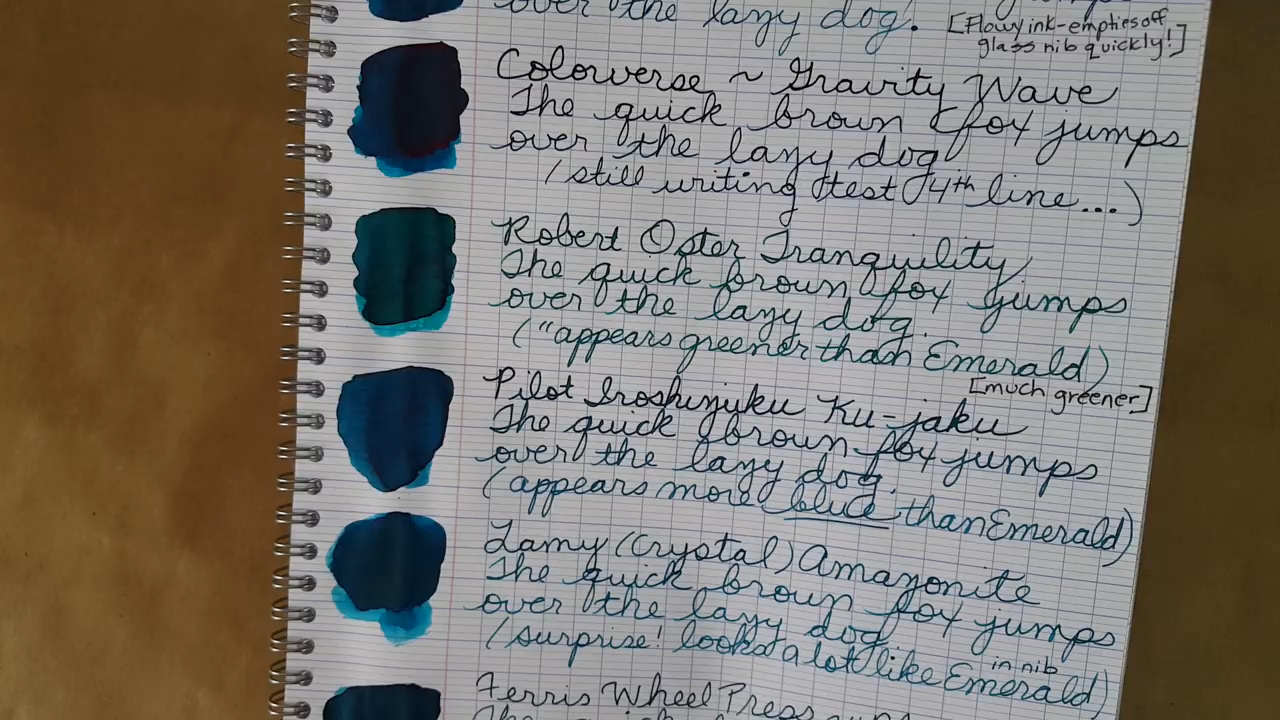 over the lazy dog. [Flowy ink-empties off
glass nib quickly!]
Colorverse ~ Gravity Wave
The quick brown fox jumps
over the lazy dog
(still writing test 4th line...)
Robert Oster Tranquility
The quick brown fox jumps
over the lazy dog.
("appears greener than Emerald)
[much greener]
Pilot Iroshizuku Ku-jaku
The quick brown fox jumps
over the lazy dog.
(appears more blue than Emerald)
Lamy (Crystal) Amazonite
The quick brown fox jumps
over the lazy dog
(surprise! looks a lot like Emerald)
in nib
Ferris Wheel Press
The quick